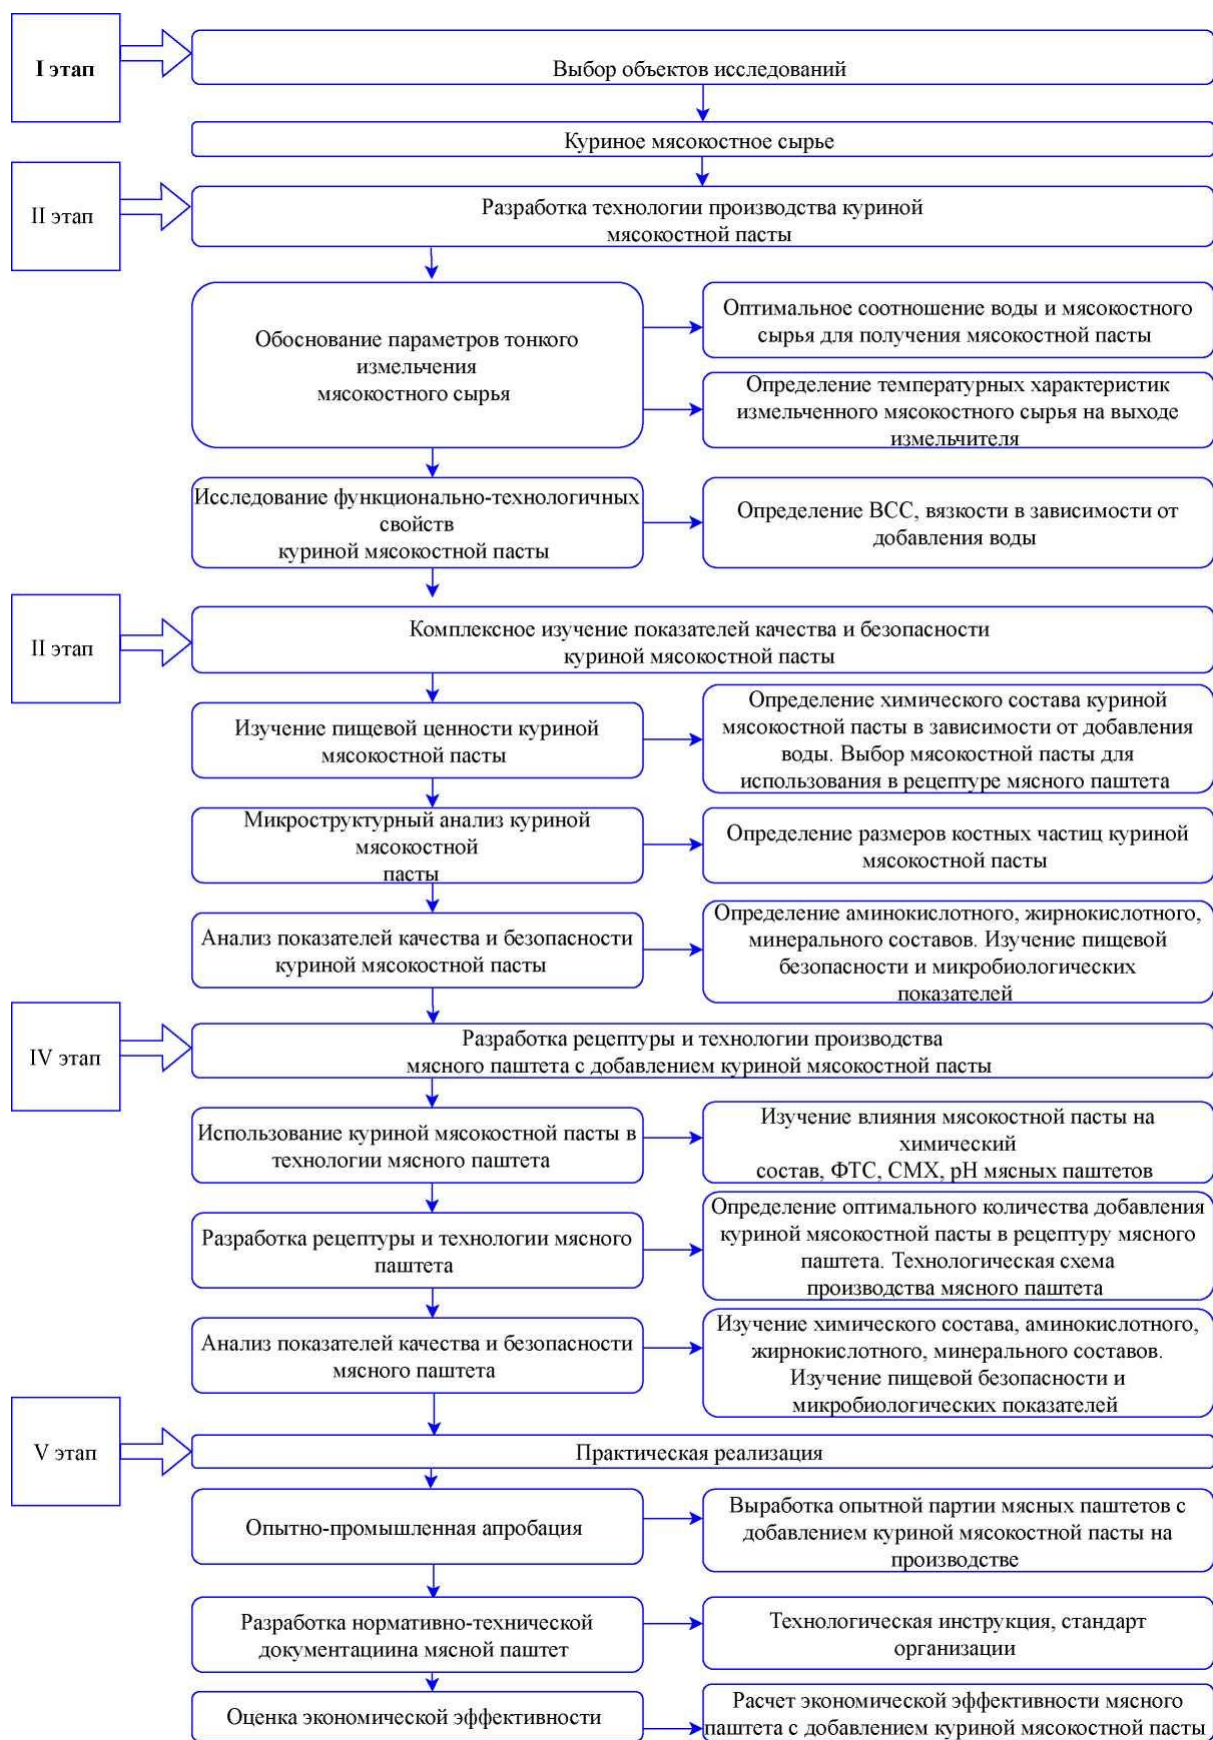 I этап
Выбор объектов исследований
Куриное мясокостное сырье
II этап
Разработка технологии производства куриной
мясокостной пасты
Обоснование параметров тонкого
измельчения
мясокостного сырья
Оптимальное соотношение воды и мясокостного
сырья для получения мясокостной пасты
Определение температурных характеристик
измельченного мясокостного сырья на выходе
измельчителя
Исследование функционально-технологичных
свойств
куриной мясокостной пасты
Определение ВСС, вязкости в зависимости от
добавления воды
II этап
Комплексное изучение показателей качества и безопасности
куриной мясокостной пасты
Изучение пищевой ценности куриной
мясокостной пасты
Определение химического состава куриной
мясокостной пасты в зависимости от добавления
воды. Выбор мясокостной пасты для
использования в рецептуре мясного паштета
Микроструктурный анализ куриной
мясокостной
пасты
Определение размеров костных частиц куриной
мясокостной пасты
Анализ показателей качества и безопасности
куриной мясокостной пасты
Определение аминокислотного, жирнокислотного,
минерального составов. Изучение пищевой
безопасности и микробиологических
показателей
IV этап
Разработка рецептуры и технологии производства
мясного паштета с добавлением куриной мясокостной пасты
Использование куриной мясокостной пасты в
технологии мясного паштета
Изучение влияния мясокостной пасты на
химический
состав, ФТС, СМХ, pH мясных паштетов
Разработка рецептуры и технологии мясного
паштета
Определение оптимального количества добавления
куриной мясокостной пасты в рецептуру мясного
паштета. Технологическая схема
производства мясного паштета
Анализ показателей качества и безопасности
мясного паштета
Изучение химического состава, аминокислотного,
жирнокислотного, минерального составов.
Изучение пищевой безопасности и
микробиологических показателей
V этап
Практическая реализация
Опытно-промышленная апробация
Выработка опытной партии мясных паштетов с
добавлением куриной мясокостной пасты на
производстве
Разработка нормативно-технической
документациина мясной паштет
Технологическая инструкция, стандарт
организации
Оценка экономической эффективности
Расчет экономической эффективности мясного
паштета с добавлением куриной мясокостной пасты